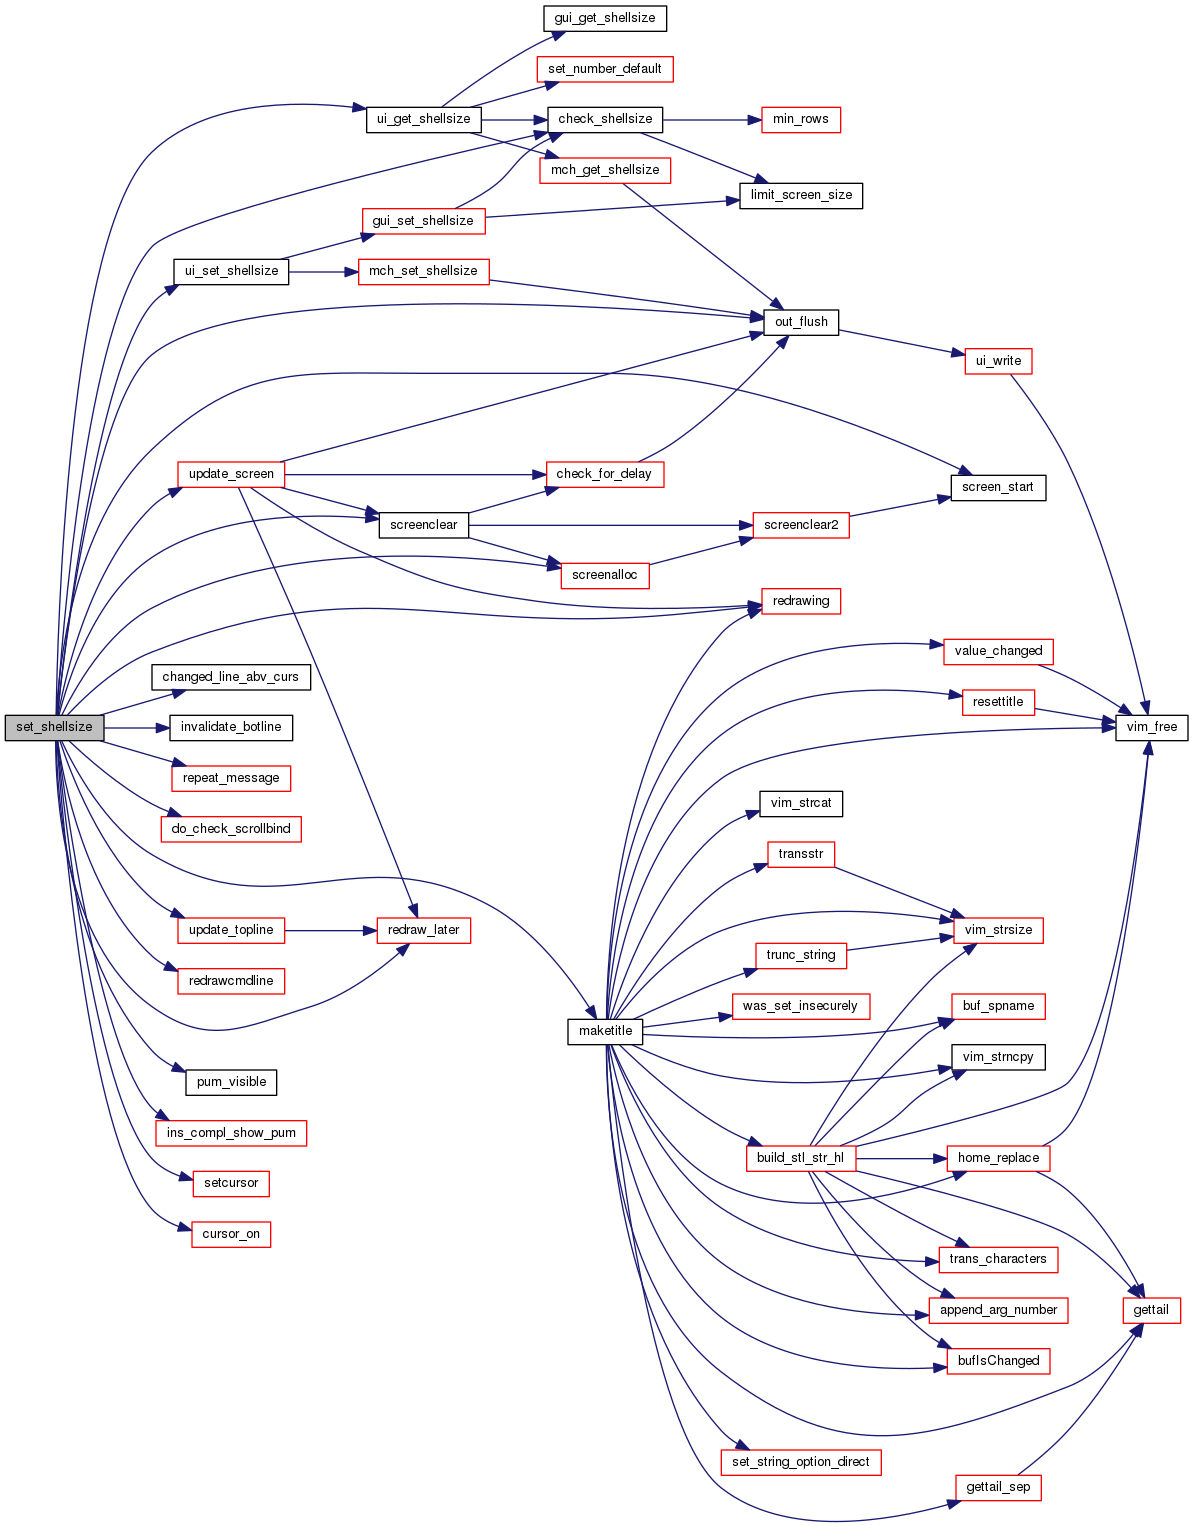 gui_get_shellsize
set_number_default
ui_get_shellsize
check_shellsize
min_rows
mch_get_shellsize
limit_screen_size
gui_set_shellsize
ui_set_shellsize
mch_set_shellsize
out_flush
ui_write
update_screen
check_for_delay
screen_start
screenclear
screenclear2
screenalloc
redrawing
value_changed
changed_line_abv_curs
resettitle
set_shellsize
invalidate_botline
vim_free
repeat_message
vim_strcat
do_check_scrollbind
transstr
update_topline
redraw_later
vim_strsize
trunc_string
redrawcmdline
was_set_insecurely
buf_spname
maketitle
vim_strncpy
pum_visible
ins_compl_show_pum
build_stl_str_hl
home_replace
setcursor
cursor_on
trans_characters
append_arg_number
gettail
bufIsChanged
set_string_option_direct
gettail_sep